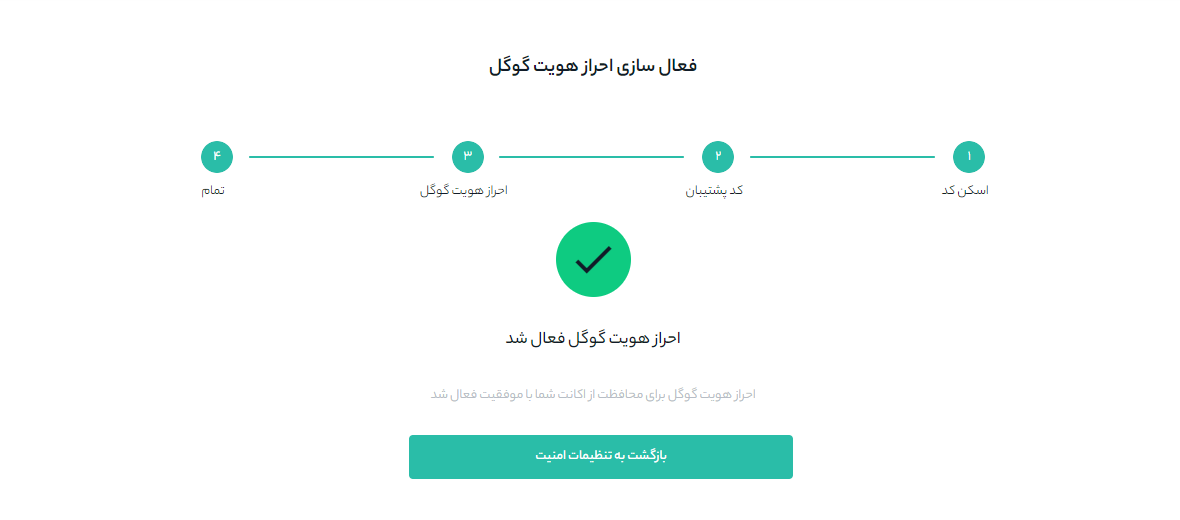 فعال سازی احراز هویت گوگل
۱
۲
۳
۴
اسکن کد
کد پشتیبان
احراز هویت گوگل
تمام
احراز هویت گوگل فعال شد
احراز هویت گوگل برای محافظت از اکانت شما با موفقیت فعال شد
بازگشت به تنظیمات امنیت